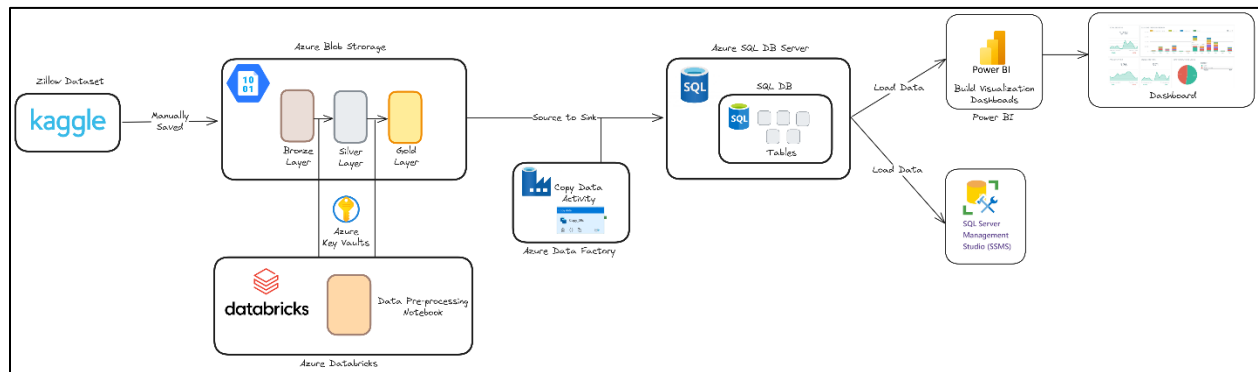 Zillow Dataset
kaggle
Manually
Saved
Azure Blob Strorage
10
01
Bronze
Layer
Silver
Layer
Gold
Layer
Azure
Key Vaults
databricks
Data Pre-processing
Notebook
Azure Databricks
Source to Sink
Copy Data
Activity
Azure Data Factory
Azure SQL DB Server
SQL
SQL DB
SQL
Tables
Load Data
Load Data
Power BI
Build Visualization
Dashboads
Power BI
Dashboard
SQL Server
Management
Studio (SSMS)